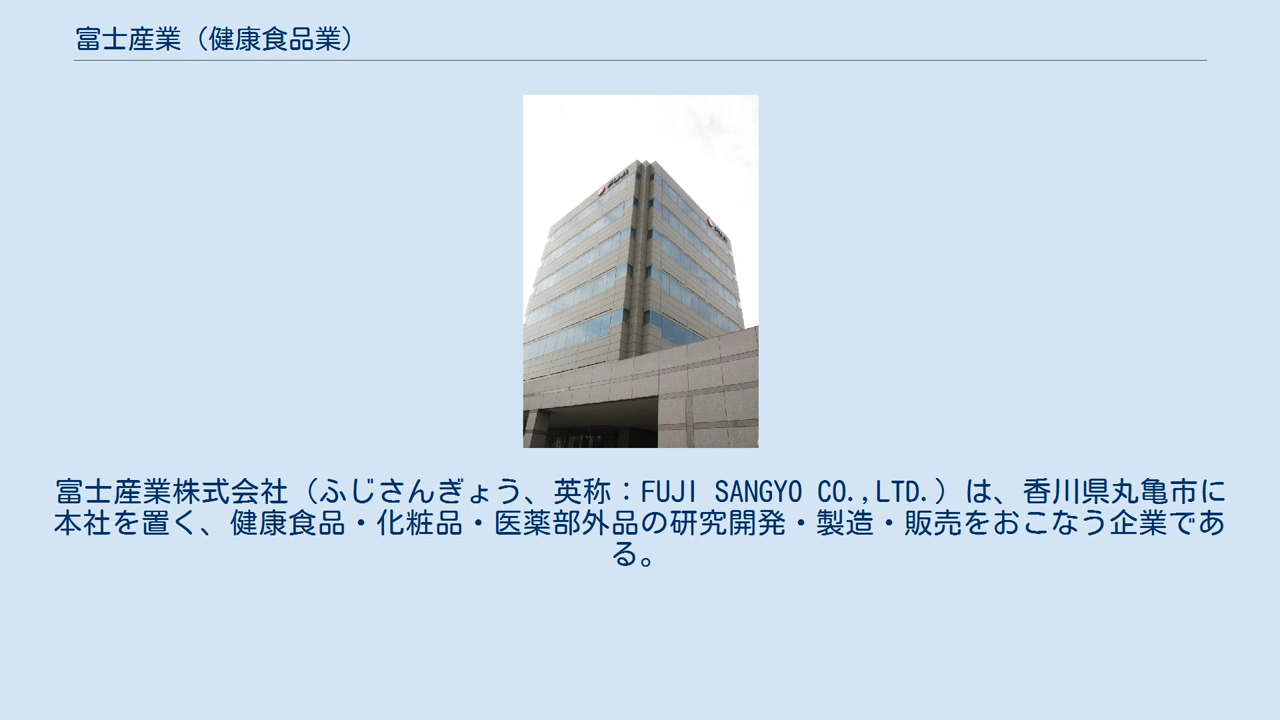 富士産業（健康食品業）
富士産業株式会社（ふじさんぎょう、英称：FUJI SANGYO CO.,LTD.）は、香川県丸亀市に
本社を置く、健康食品・化粧品・医薬部外品の研究開発・製造・販売をおこなう企業であ
る。